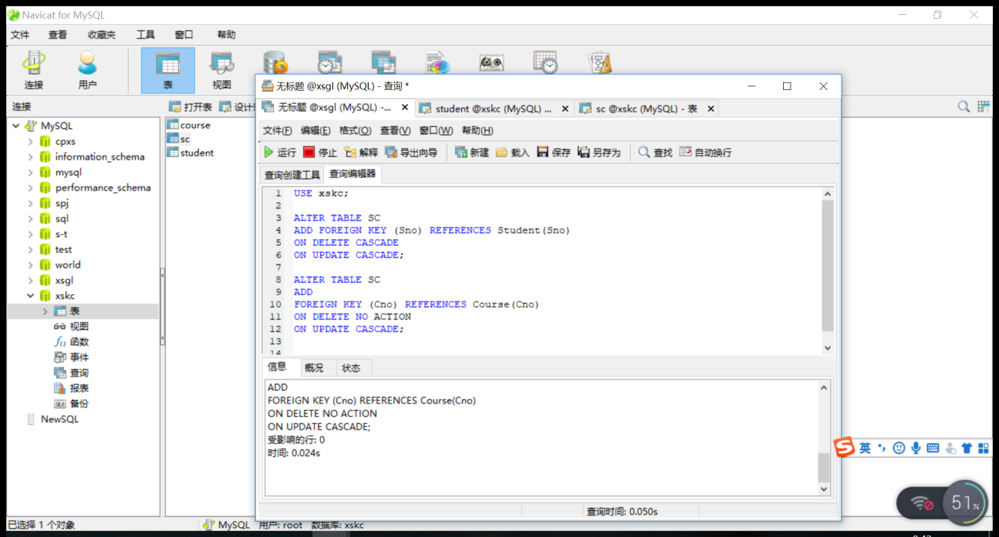 Navicat for MySQL
文件 查看 收藏夹 工具 窗口 帮助
连接 用户 表 视图
连接
打开表 设计
MySQL
cpxs
information_schema
mysql
performance_schema
spj
sql
s-t
test
world
xsgl
xskc
表
视图
函数
事件
查询
报表
备份
NewSQL
course
sc
student
无标题 @xsgl (MySQL) - 查询 *
无标题 @xsgl (MySQL) -... student @xskc (MySQL) ... sc @xskc (MySQL) - 表
文件(F) 编辑(E) 格式(O) 查看(V) 窗口(W) 帮助(H)
运行 停止 解释 导出向导 新建 载入 保存 另存为 查找 自动换行
查询创建工具 查询编辑器
1 USE xskc;
2
3 ALTER TABLE SC
4 ADD FOREIGN KEY (Sno) REFERENCES Student(Sno)
5 ON DELETE CASCADE
6 ON UPDATE CASCADE;
7
8 ALTER TABLE SC
9 ADD
10 FOREIGN KEY (Cno) REFERENCES Course(Cno)
11 ON DELETE NO ACTION
12 ON UPDATE CASCADE;
13
14
信息 概况 状态
ADD
FOREIGN KEY (Cno) REFERENCES Course(Cno)
ON DELETE NO ACTION
ON UPDATE CASCADE;
受影响的行: 0
时间: 0.024s
查询时间: 0.050s
英
51%
已选择 1 个对象 MySQL 用户: root 数据库: xskc